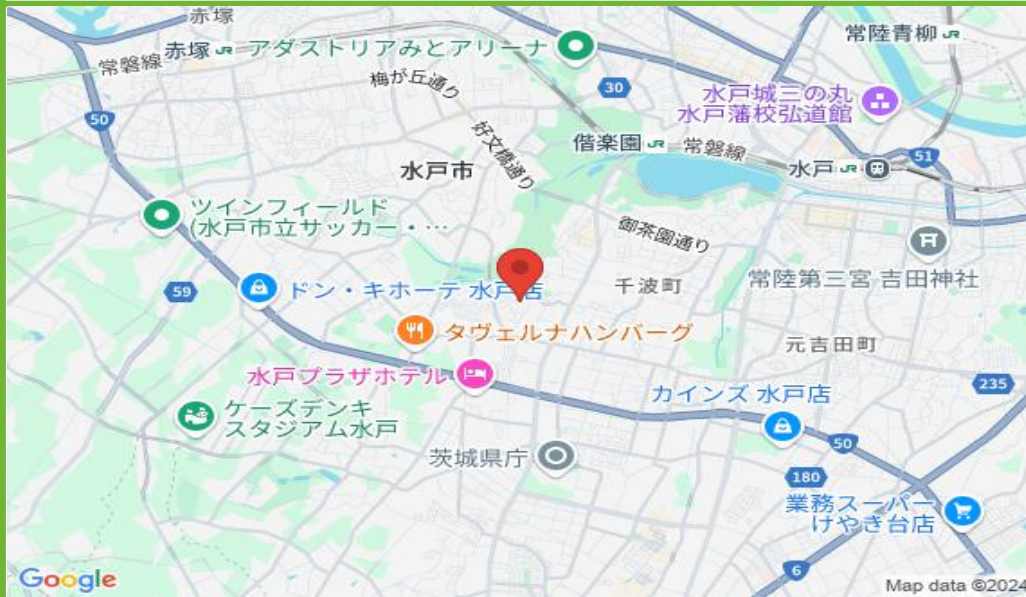 赤塚
赤塚 JR
アダストリアみとアリーナ
常陸青柳 JR
常磐線
梅が丘通り
30
水戸城三の丸
水戸藩校弘道館
50
好文橋通り
偕楽園 JR
常磐線
水戸 JR
51
水戸市
ツインフィールド
(水戸市立サッカー・…
御茶園通り
常陸第三宮 吉田神社
59
ドン・キホーテ 水戸店
千波町
タヴェルナハンバーグ
元吉田町
水戸プラザホテル
カインズ 水戸店
235
ケーズデンキ
スタジアム水戸
茨城県庁
50
180
業務スーパー
けやき台店
6
Google
Map data ©2024